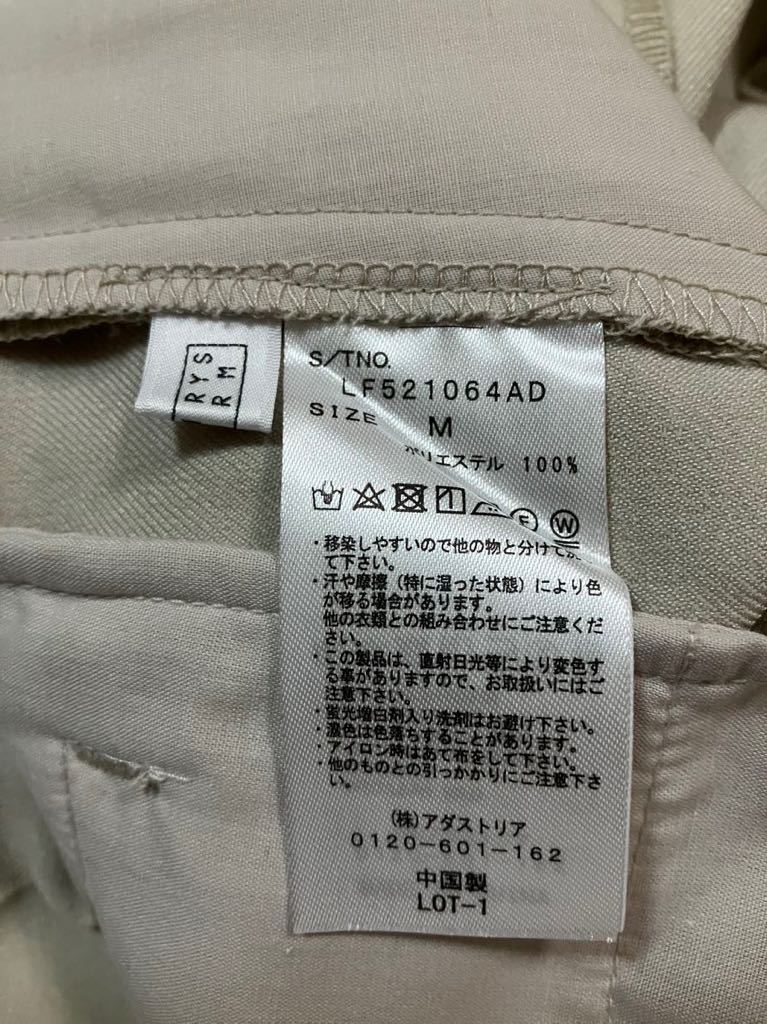 S/TNO.
LF521064AD
SIZE M
ポリエステル 100%
F W
・移染しやすいので他の物と分けて洗
て下さい。
・汗や摩擦（特に湿った状態）により色
が移る場合があります。
他の衣類との組み合わせにご注意くだ
さい。
・この製品は、直射日光等により変色す
る事がありますので、お取扱いにはご
注意下さい。
・蛍光増白剤入り洗剤はお避け下さい。
・濃色は色落ちすることがあります。
・アイロン時はあて布をして下さい。
・他のものとの引っかかりにご注意下さ
い。
(株)アダストリア
0120-601-162
中国製
LOT-1
RYS
RM